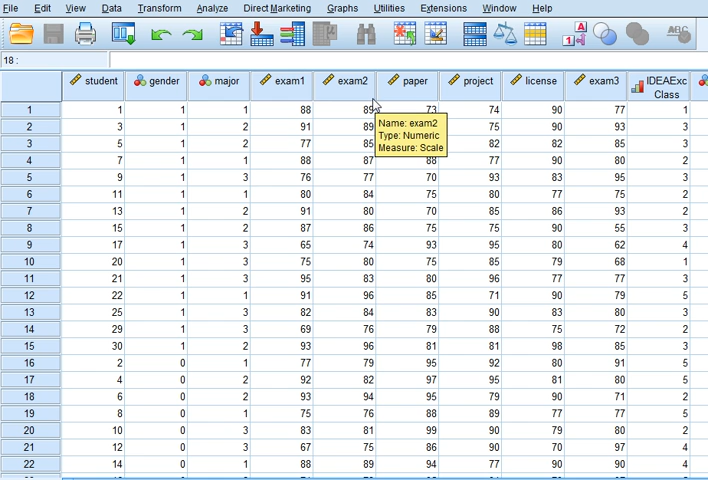 File Edit View Data Transform Analyze Direct Marketing Graphs Utilities Extensions Window Help
18 :
student gender major exam1 exam2 paper project license exam3 IDEAExc
Class
1 1 1 1 88 89 73 74 90 77 1
2 3 1 2 91 89 75 90 93 3
3 5 1 2 77 85 82 82 85 3
4 7 1 1 88 87 88 77 90 80 2
Name: exam2
Type: Numeric
Measure: Scale
5 9 1 3 76 77 70 93 83 95 3
6 11 1 1 80 84 75 80 77 75 2
7 13 1 2 91 80 70 85 86 93 2
8 15 1 2 87 86 75 75 90 55 3
9 17 1 3 65 74 93 95 80 62 4
10 20 1 3 75 80 75 85 79 68 1
11 21 1 3 95 83 80 96 77 77 3
12 22 1 1 91 96 85 71 90 79 5
13 25 1 3 82 84 83 90 83 80 3
14 29 1 3 69 76 79 88 75 72 2
15 30 1 2 93 96 81 81 98 85 3
16 2 0 1 77 79 95 92 80 91 5
17 4 0 2 92 82 97 95 81 80 5
18 6 0 2 93 94 95 79 90 71 2
19 8 0 1 75 76 88 89 77 77 5
20 10 0 3 83 81 99 90 79 80 2
21 12 0 3 67 75 86 90 70 97 4
22 14 0 1 88 89 94 77 90 90 4